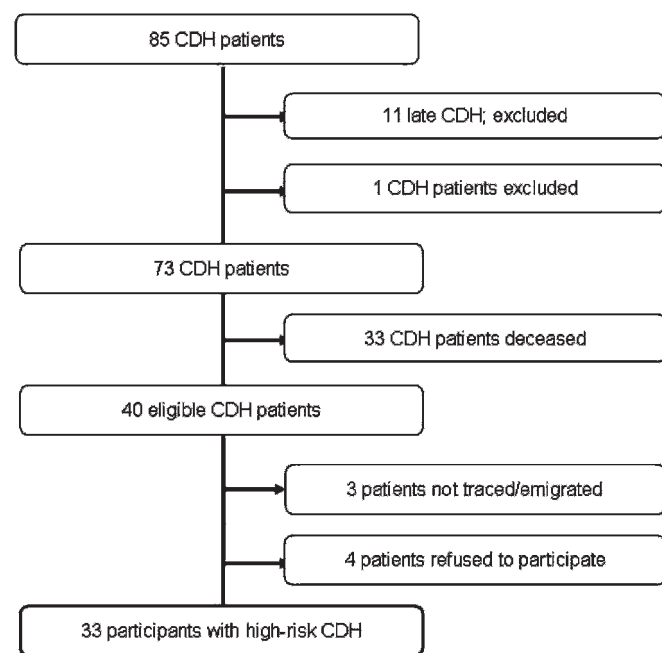 85 CDH patients
11 late CDH; excluded
1 CDH patients excluded
73 CDH patients
33 CDH patients deceased
40 eligible CDH patients
3 patients not traced/emigrated
4 patients refused to participate
33 participants with high-risk CDH